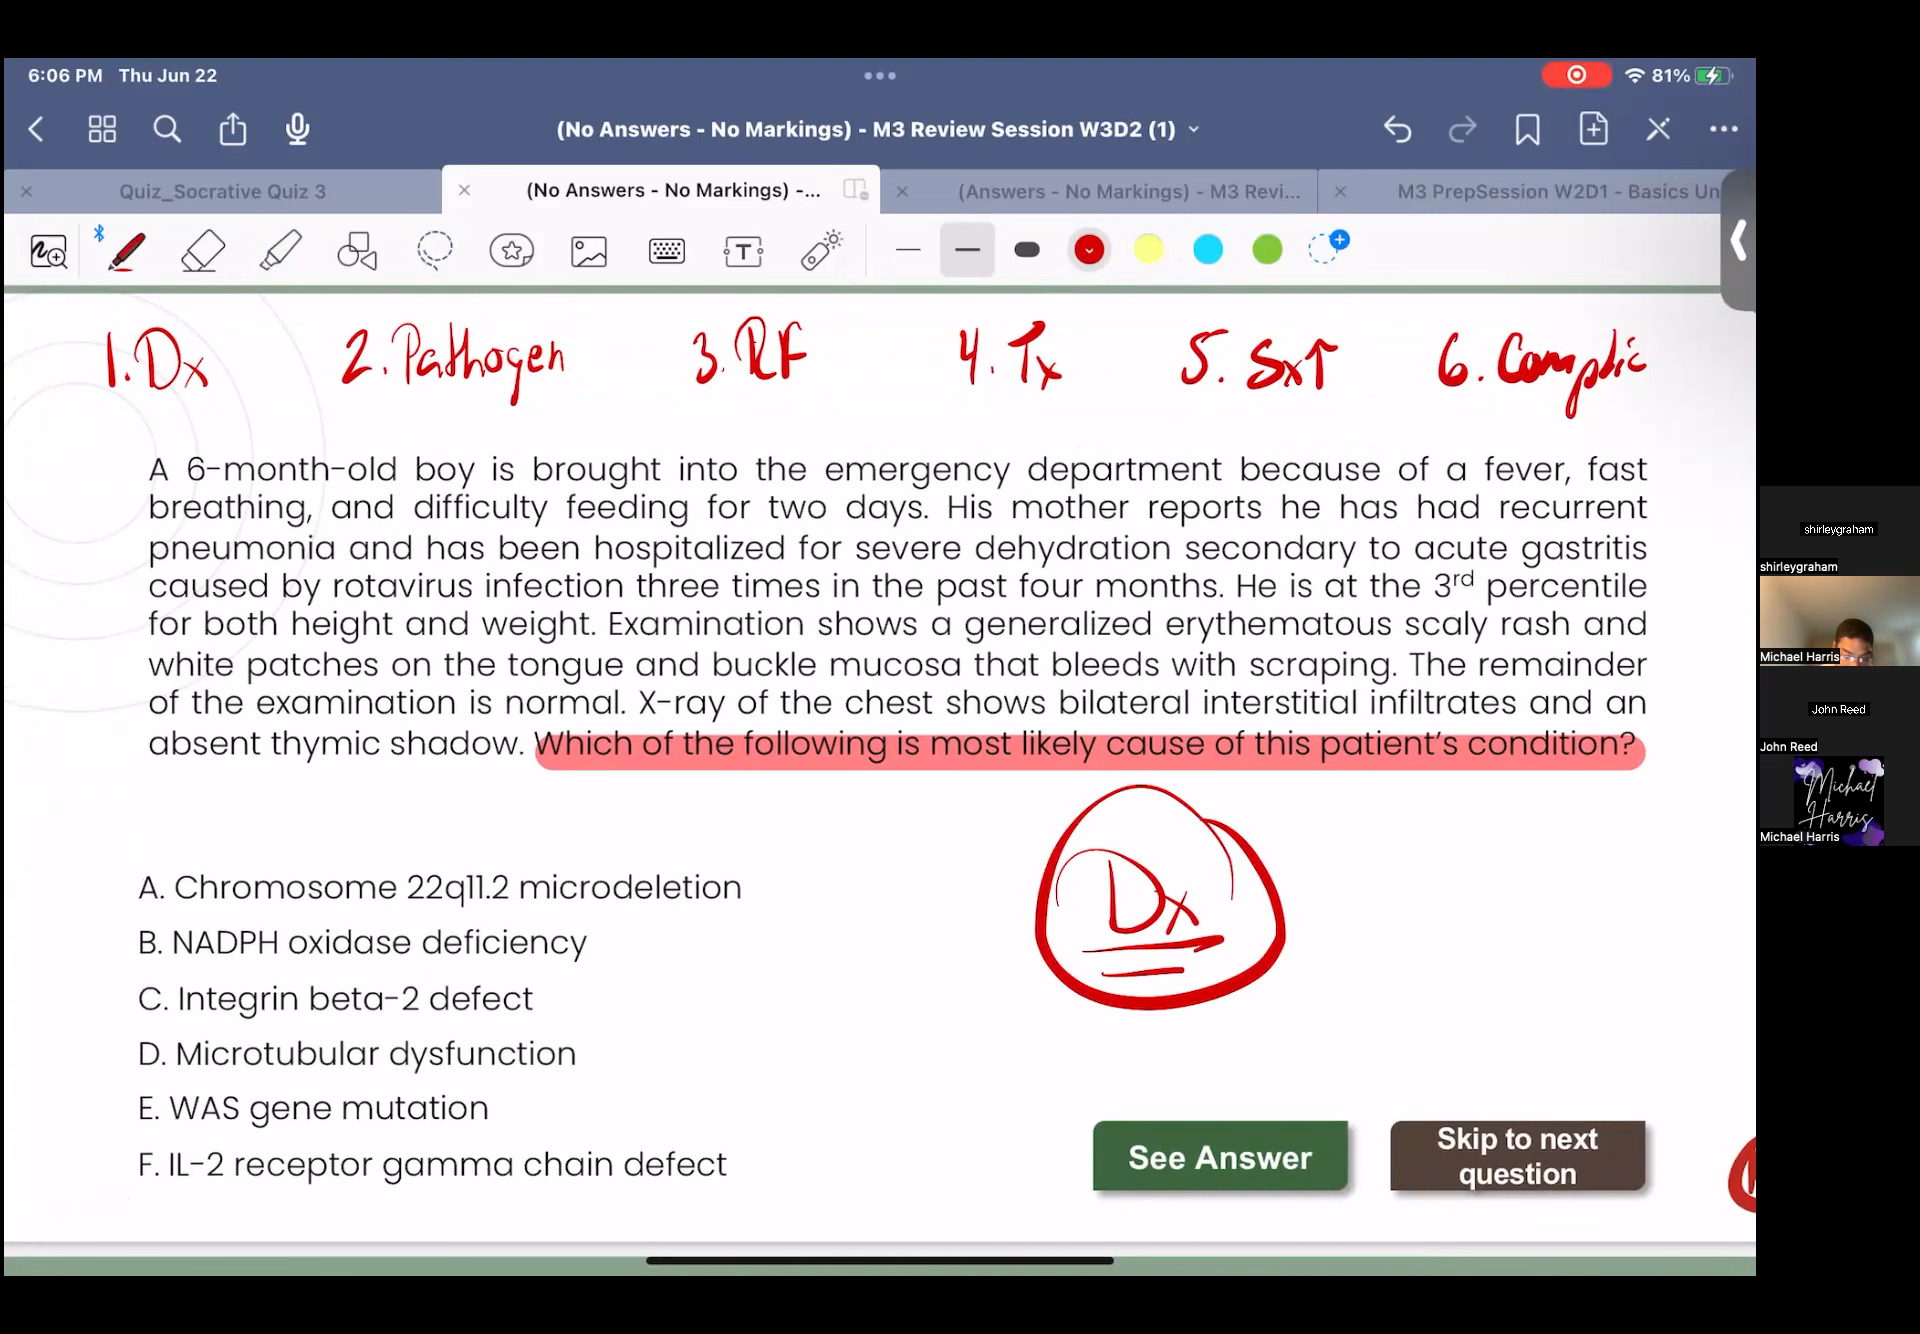 6:06 PM Thu Jun 22
81%
(No Answers - No Markings) - M3 Review Session W3D2 (1)
Quiz_Socrative Quiz 3
(No Answers - No Markings) -...
(Answers - No Markings) - M3 Revi...
M3 PrepSession W2D1 - Basics Un
T
1. Dx 2. Pathogen 3. RF 4. Tx 5. Sx↑ 6. Complic
A 6-month-old boy is brought into the emergency department because of a fever, fast
breathing, and difficulty feeding for two days. His mother reports he has had recurrent
pneumonia and has been hospitalized for severe dehydration secondary to acute gastritis
caused by rotavirus infection three times in the past four months. He is at the 3rd percentile
for both height and weight. Examination shows a generalized erythematous scaly rash and
white patches on the tongue and buckle mucosa that bleeds with scraping. The remainder
of the examination is normal. X-ray of the chest shows bilateral interstitial infiltrates and an
absent thymic shadow. Which of the following is most likely cause of this patient's condition?
Dx
A. Chromosome 22q11.2 microdeletion
B. NADPH oxidase deficiency
C. Integrin beta-2 defect
D. Microtubular dysfunction
E. WAS gene mutation
F. IL-2 receptor gamma chain defect
See Answer
Skip to next
question
shirleygraham
shirleygraham
Michael Harris
John Reed
John Reed
Michael
Harris
Michael Harris